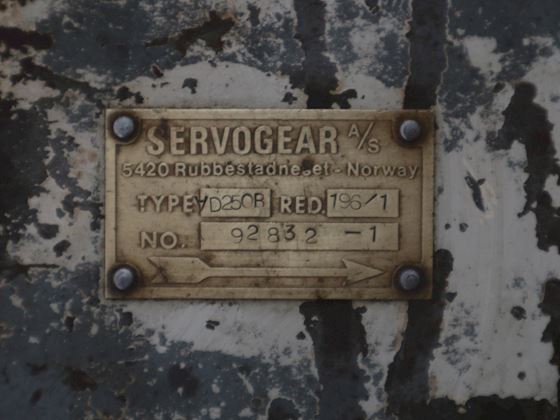 SERVOGEAR A/S
5420 Rubbestadneset - Norway
TYPE VD250R RED. 196/1
NO. 92832 -1